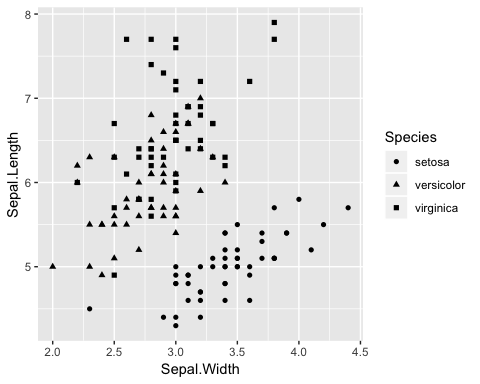 8
7
6
5
Sepal.Length
2.0 2.5 3.0 3.5 4.0 4.5
Sepal.Width
Species
setosa
versicolor
virginica